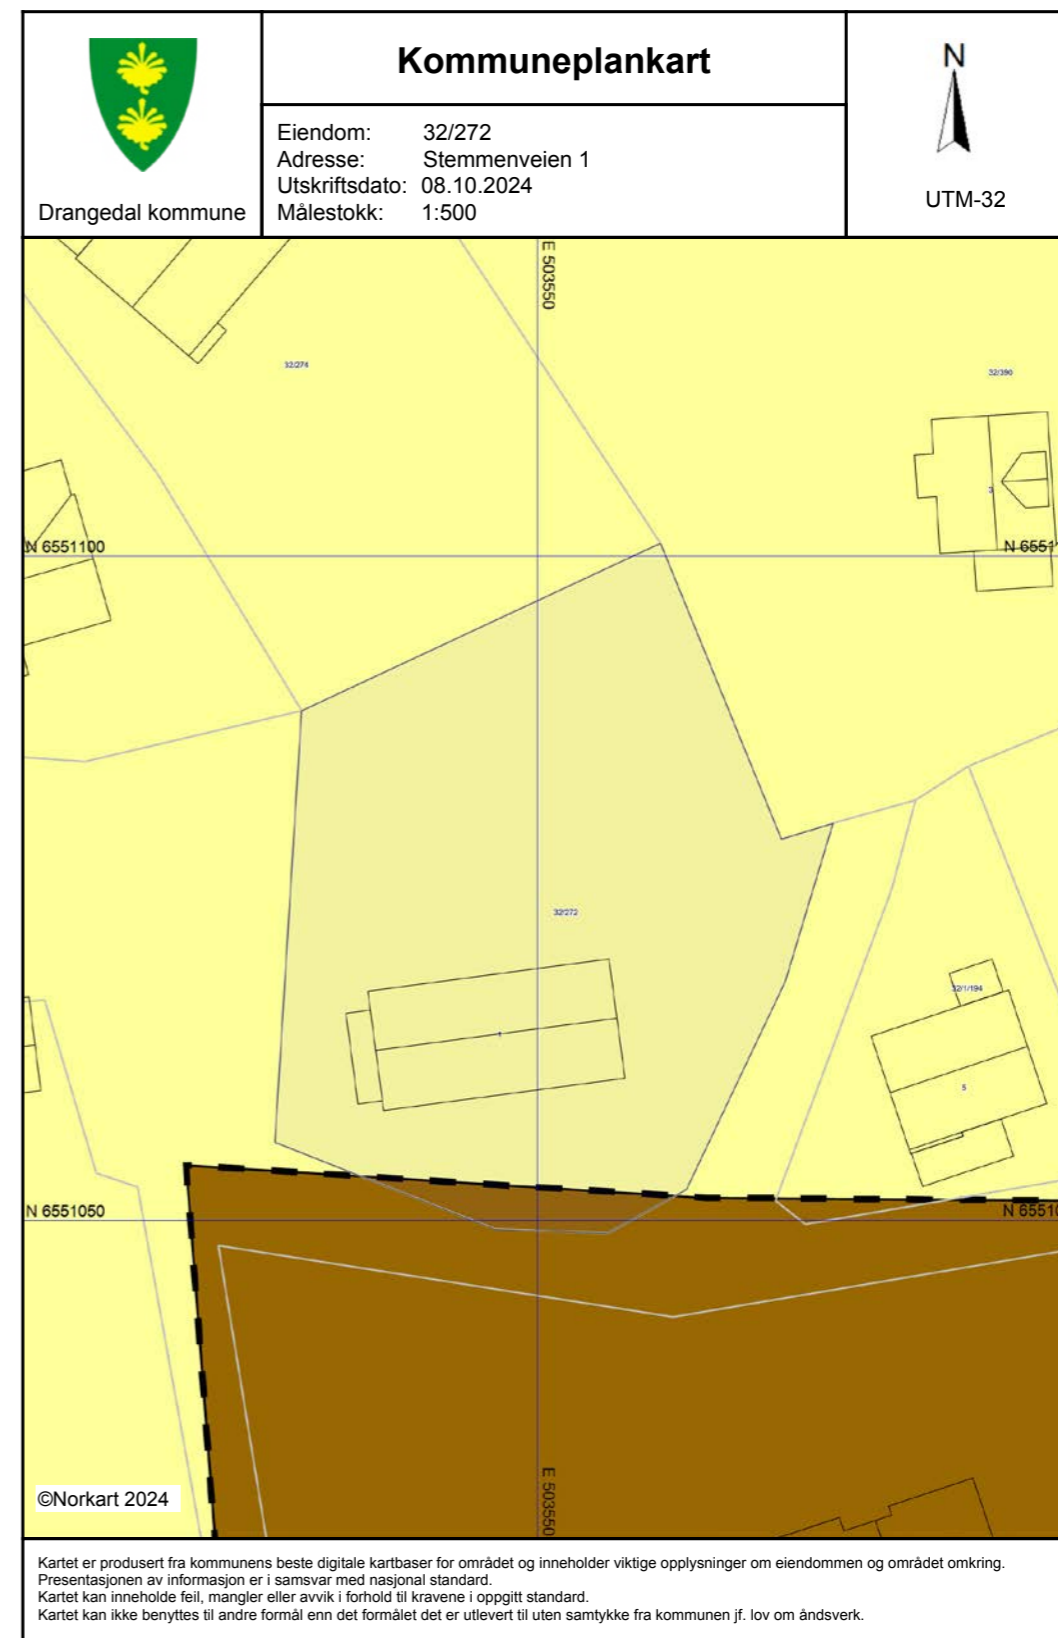 Kommuneplankart
Drangedal kommune
Eiendom: 32/272
Adresse: Stemmenveien 1
Utskriftsdato: 08.10.2024
Målestokk: 1:500
N
UTM-32
E 503550
32/274
32/390
3
N 6551100
N 6551
32/272
1
32/1/194
5
N 6551050
N 65510
E 503550
©Norkart 2024
Kartet er produsert fra kommunens beste digitale kartbaser for området og inneholder viktige opplysninger om eiendommen og området omkring.
Presentasjonen av informasjon er i samsvar med nasjonal standard.
Kartet kan inneholde feil, mangler eller avvik i forhold til kravene i oppgitt standard.
Kartet kan ikke benyttes til andre formål enn det formålet det er utlevert til uten samtykke fra kommunen jf. lov om åndsverk.